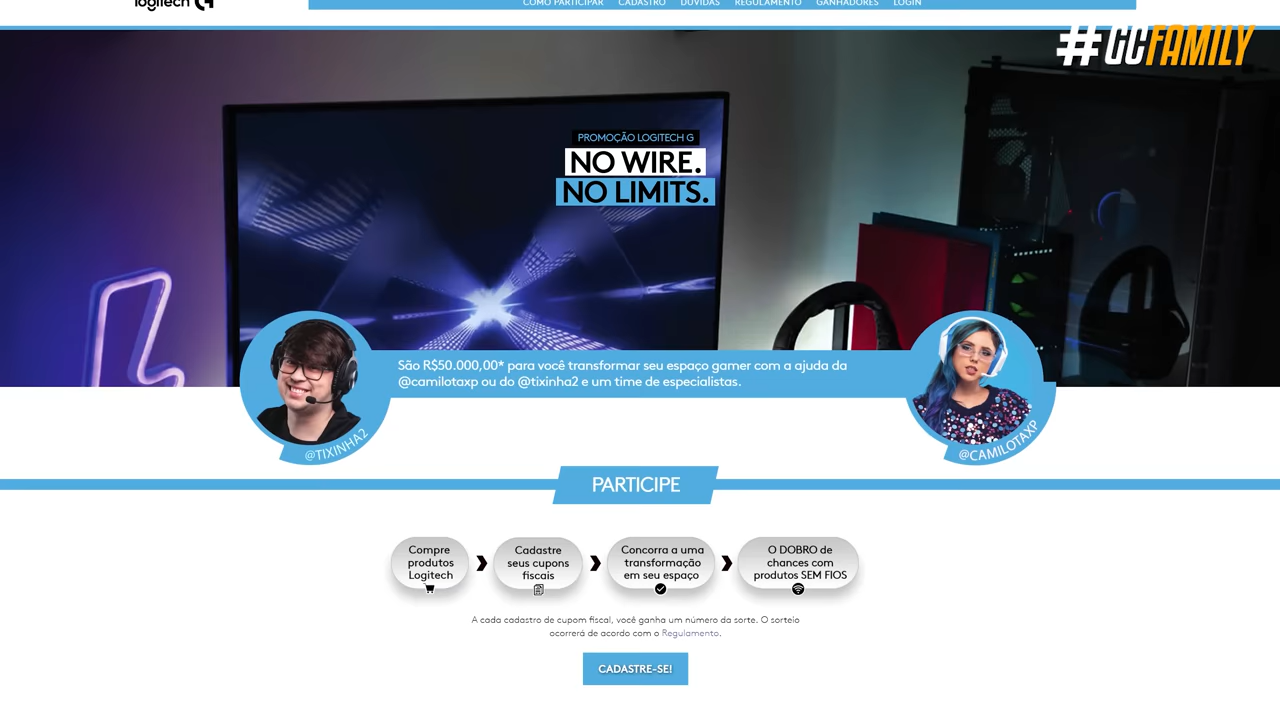 logitech G
COMO PARTICIPAR CADASTRO DÚVIDAS REGULAMENTO GANHADORES LOGIN
#GCFAMILY
PROMOÇÃO LOGITECH G
NO WIRE.
NO LIMITS.
São R$50.000,00* para você transformar seu espaço gamer com a ajuda da
@camilotaxp ou do @tixinha2 e um time de especialistas.
@TIXINHA2
@CAMILOTAXP
PARTICIPE
Compre
produtos
Logitech
Cadastre
seus cupons
fiscais
Concorra a uma
transformação
em seu espaço
O DOBRO de
chances com
produtos SEM FIOS
A cada cadastro de cupom fiscal, você ganha um número da sorte. O sorteio
ocorrerá de acordo com o Regulamento.
CADASTRE-SE!